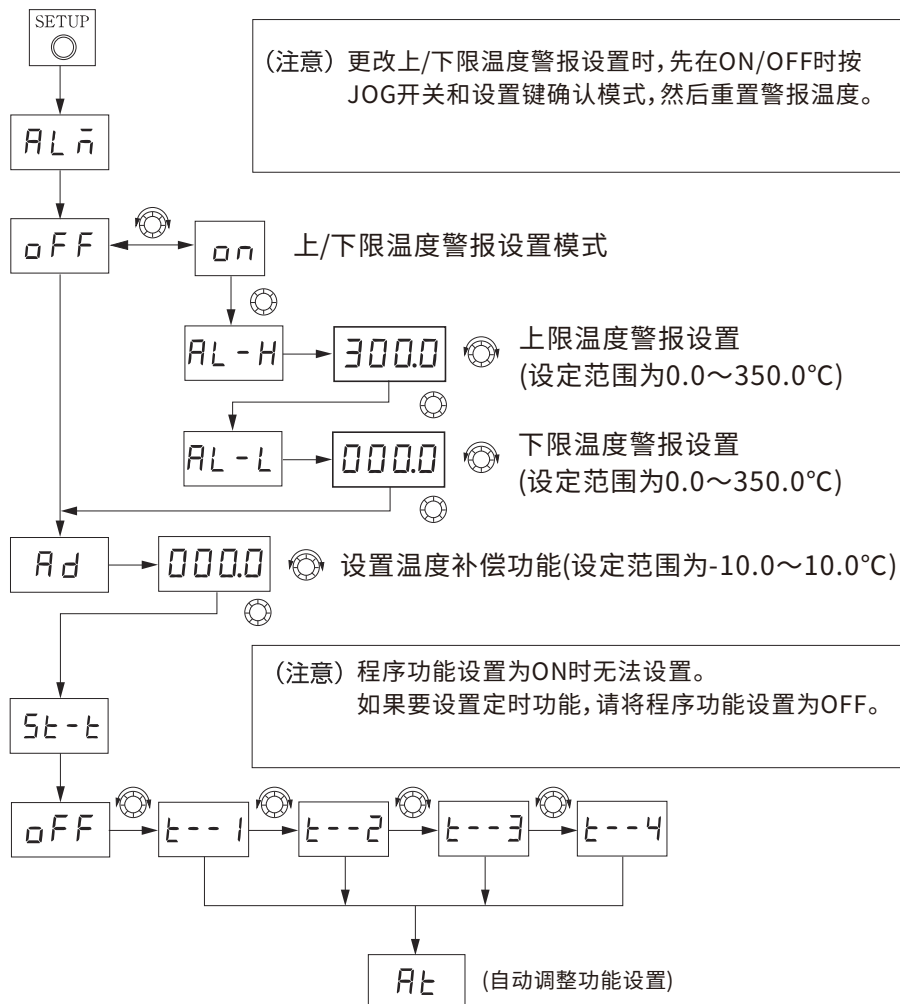 SETUP
(注意) 更改上/下限温度警报设置时,先在ON/OFF时按
JOG开关和设置键确认模式,然后重置警报温度。
AL n̄
oFF
on
上/下限温度警报设置模式
AL-H
300.0
上限温度警报设置
(设定范围为0.0～350.0°C)
AL-L
000.0
下限温度警报设置
(设定范围为0.0～350.0°C)
Ad
000.0
设置温度补偿功能(设定范围为-10.0～10.0°C)
(注意) 程序功能设置为ON时无法设置。
如果要设置定时功能,请将程序功能设置为OFF。
St-t
oFF
t--1
t--2
t--3
t--4
At
(自动调整功能设置)